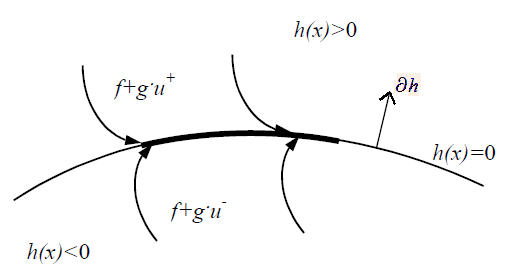 h(x)>0
f+g·u⁺
∂h
h(x)=0
f+g·u⁻
h(x)<0